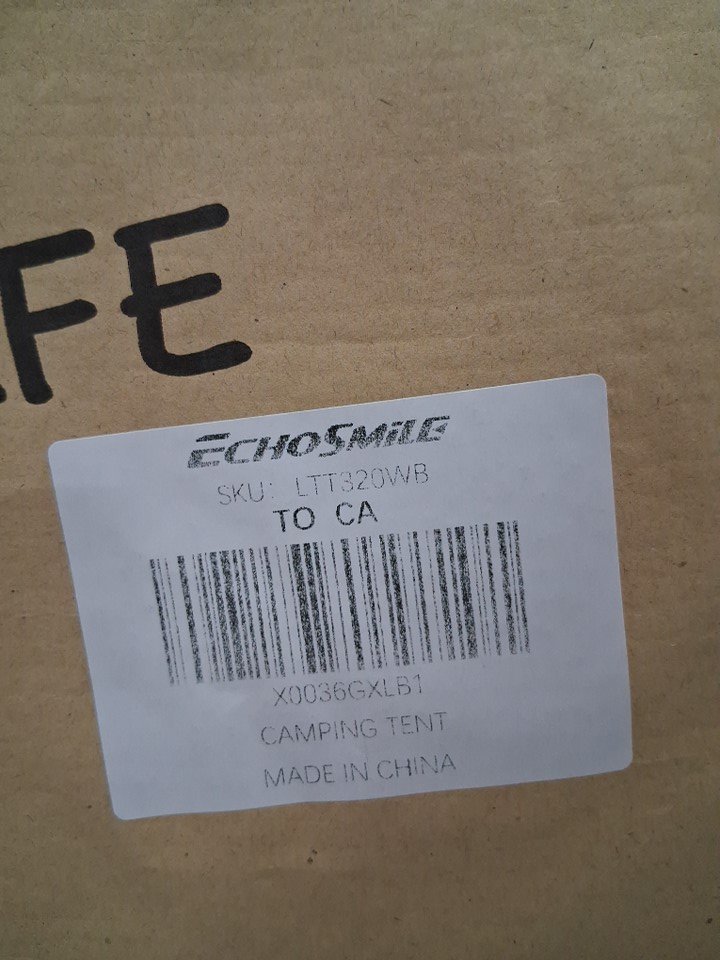 FE
ECHOSMILE
SKU: LTT320WB
TO CA
X0036GXLB1
CAMPING TENT
MADE IN CHINA